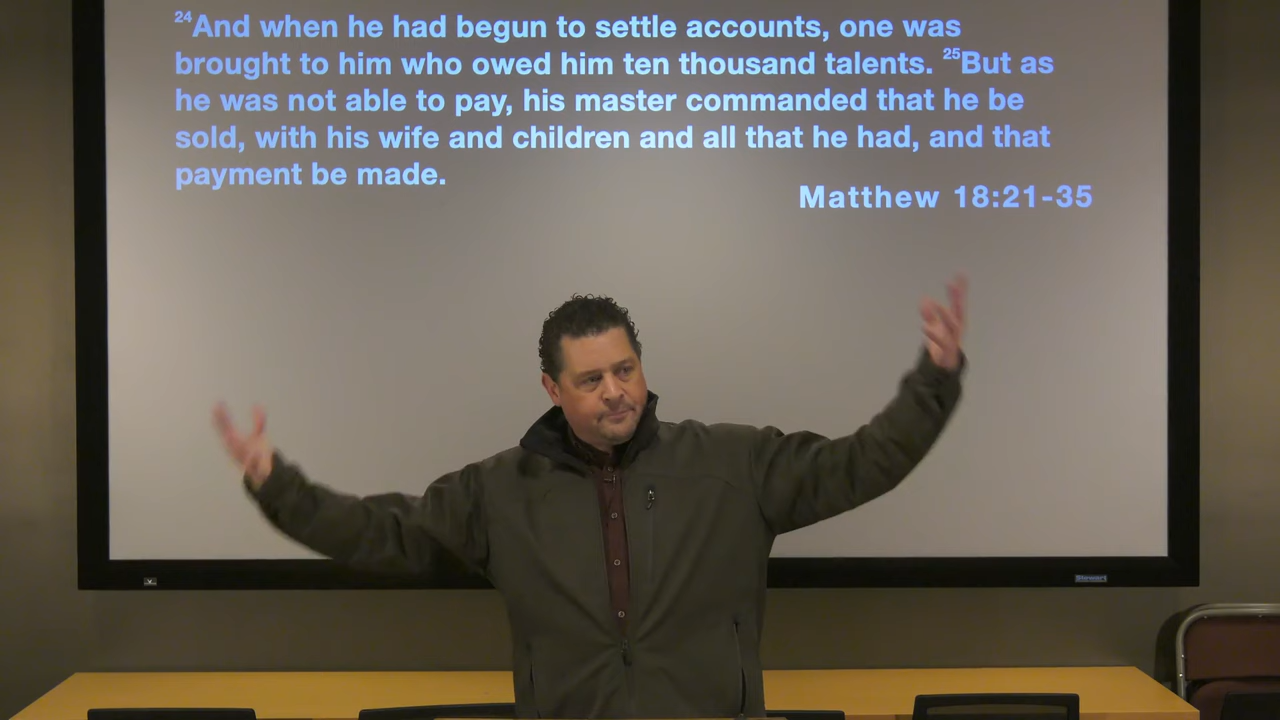 24And when he had begun to settle accounts, one was
brought to him who owed him ten thousand talents. 25But as
he was not able to pay, his master commanded that he be
sold, with his wife and children and all that he had, and that
payment be made.
Matthew 18:21-35
Stewart